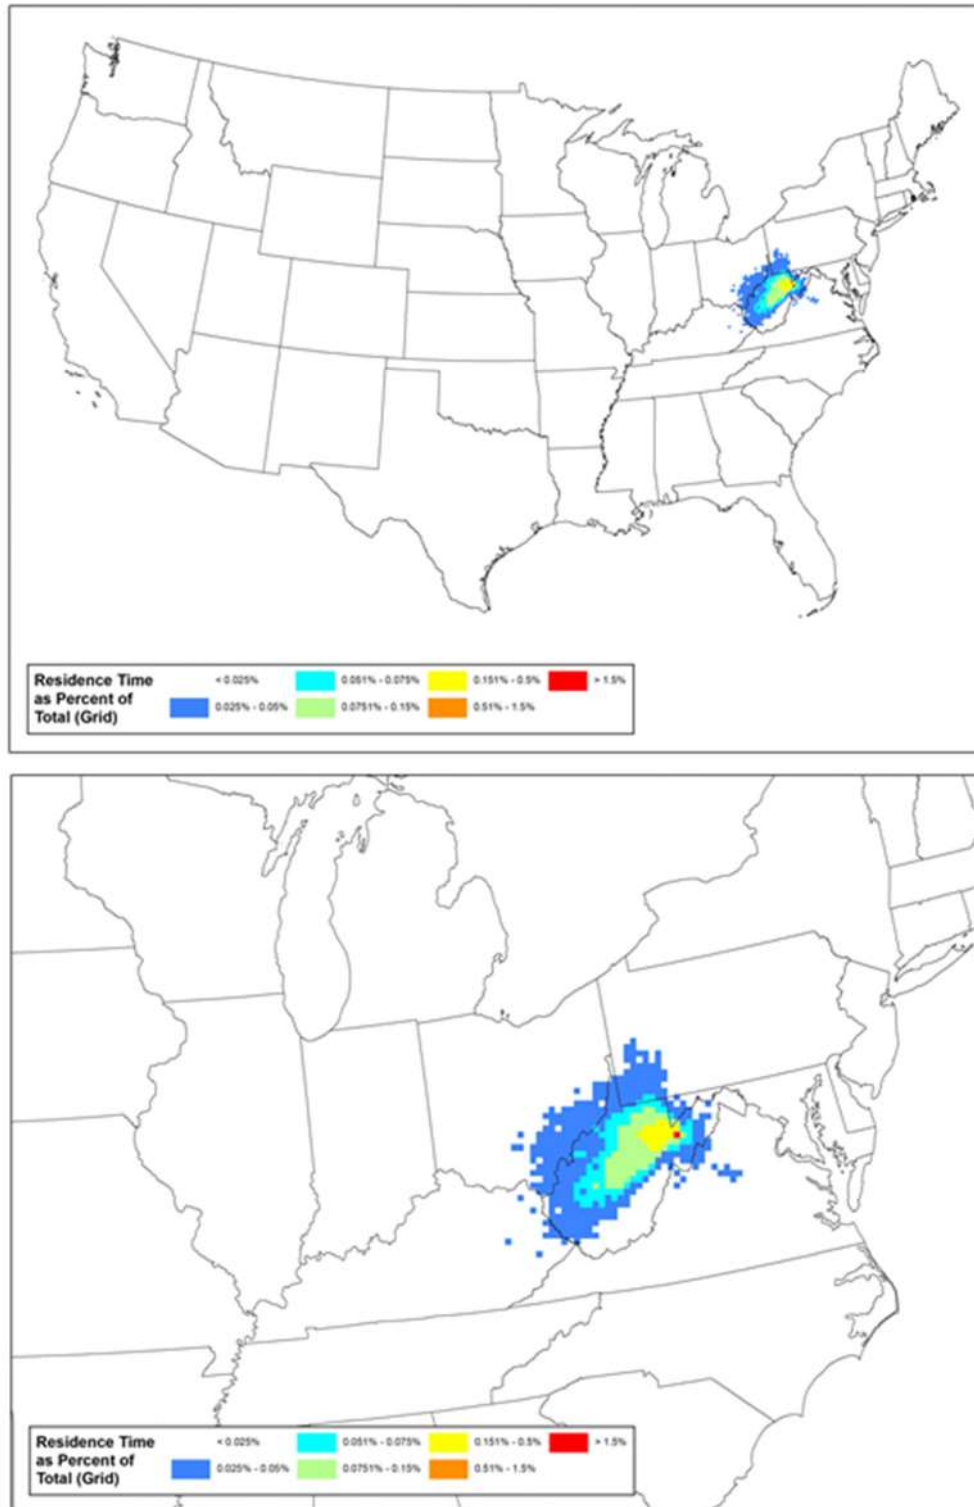 Residence Time
as Percent of
Total (Grid)
< 0.025% 0.051% - 0.075% 0.151% - 0.5% > 1.5%
0.025% - 0.05% 0.0751% - 0.15% 0.51% - 1.5%
Residence Time
as Percent of
Total (Grid)
< 0.025% 0.051% - 0.075% 0.151% - 0.5% > 1.5%
0.025% - 0.05% 0.0751% - 0.15% 0.51% - 1.5%